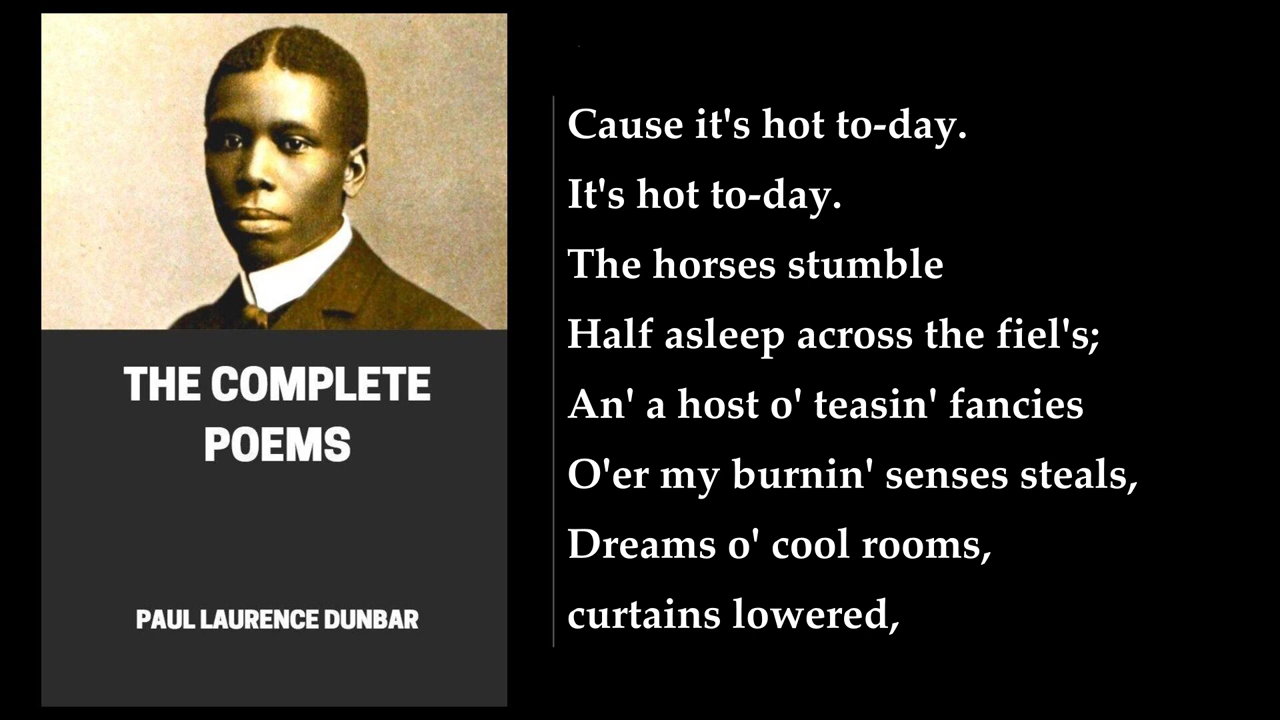 THE COMPLETE
POEMS
PAUL LAURENCE DUNBAR
Cause it's hot to-day.
It's hot to-day.
The horses stumble
Half asleep across the fiel's;
An' a host o' teasin' fancies
O'er my burnin' senses steals,
Dreams o' cool rooms,
curtains lowered,